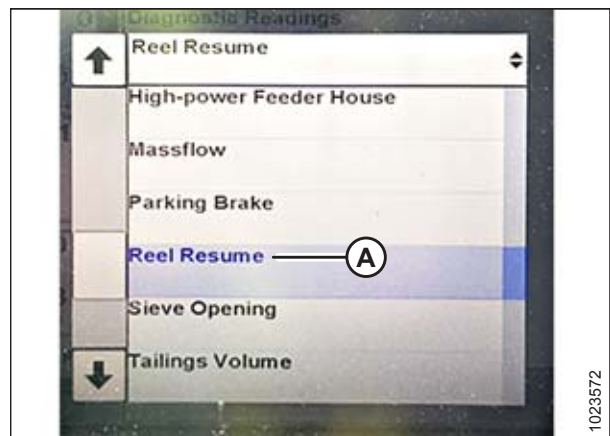 Diagnostic Readings
Reel Resume
High-power Feeder House
Massflow
Parking Brake
Reel Resume
A
Sieve Opening
Tailings Volume
1023572